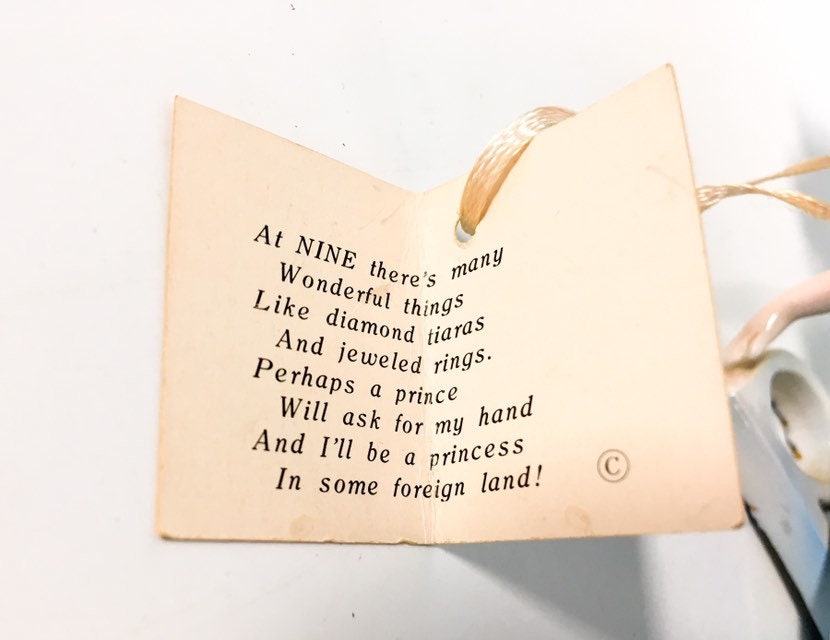 At NINE there's many
Wonderful things
Like diamond tiaras
And jeweled rings.
Perhaps a prince
Will ask for my hand
And I'll be a princess
In some foreign land!
©